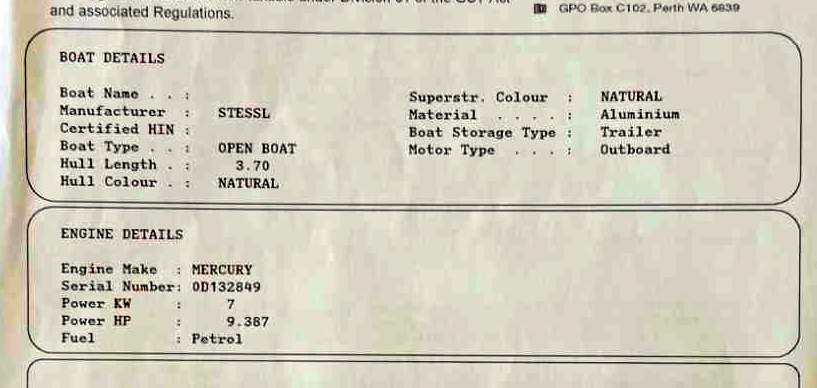 and associated Regulations.
GPO Box C102, Perth WA 6839
BOAT DETAILS
Boat Name . . :
Manufacturer : STESSL
Certified HIN :
Boat Type . . : OPEN BOAT
Hull Length . : 3.70
Hull Colour . : NATURAL
Superstr. Colour : NATURAL
Material . . . . : Aluminium
Boat Storage Type : Trailer
Motor Type . . . : Outboard
ENGINE DETAILS
Engine Make : MERCURY
Serial Number: 0D132849
Power KW : 7
Power HP : 9.387
Fuel : Petrol